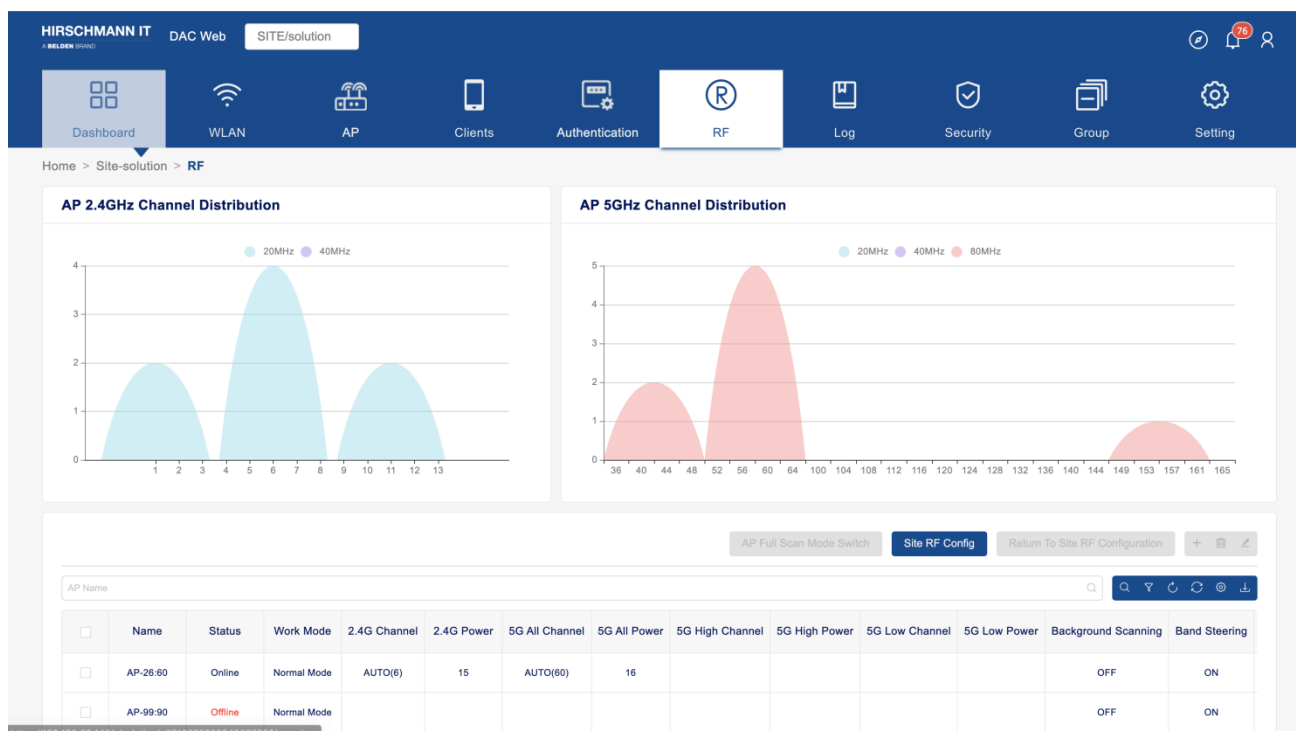 HIRSCHMANN IT
A BELDEN BRAND
DAC Web
SITE/solution
76
Dashboard
WLAN
AP
Clients
Authentication
R
RF
Log
Security
Group
Setting
Home > Site-solution > RF
AP 2.4GHz Channel Distribution
20MHz 40MHz
4
3
2
1
0
1 2 3 4 5 6 7 8 9 10 11 12 13
AP 5GHz Channel Distribution
20MHz 40MHz 80MHz
5
4
3
2
1
0
36 40 44 48 52 56 60 64 100 104 108 112 116 120 124 128 132 136 140 144 149 153 157 161 165
AP Full Scan Mode Switch Site RF Config Return To Site RF Configuration
AP Name
Name Status Work Mode 2.4G Channel 2.4G Power 5G All Channel 5G All Power 5G High Channel 5G High Power 5G Low Channel 5G Low Power Background Scanning Band Steering
AP-26:60 Online Normal Mode AUTO(6) 15 AUTO(60) 16 OFF ON
AP-99:90 Offline Normal Mode OFF ON